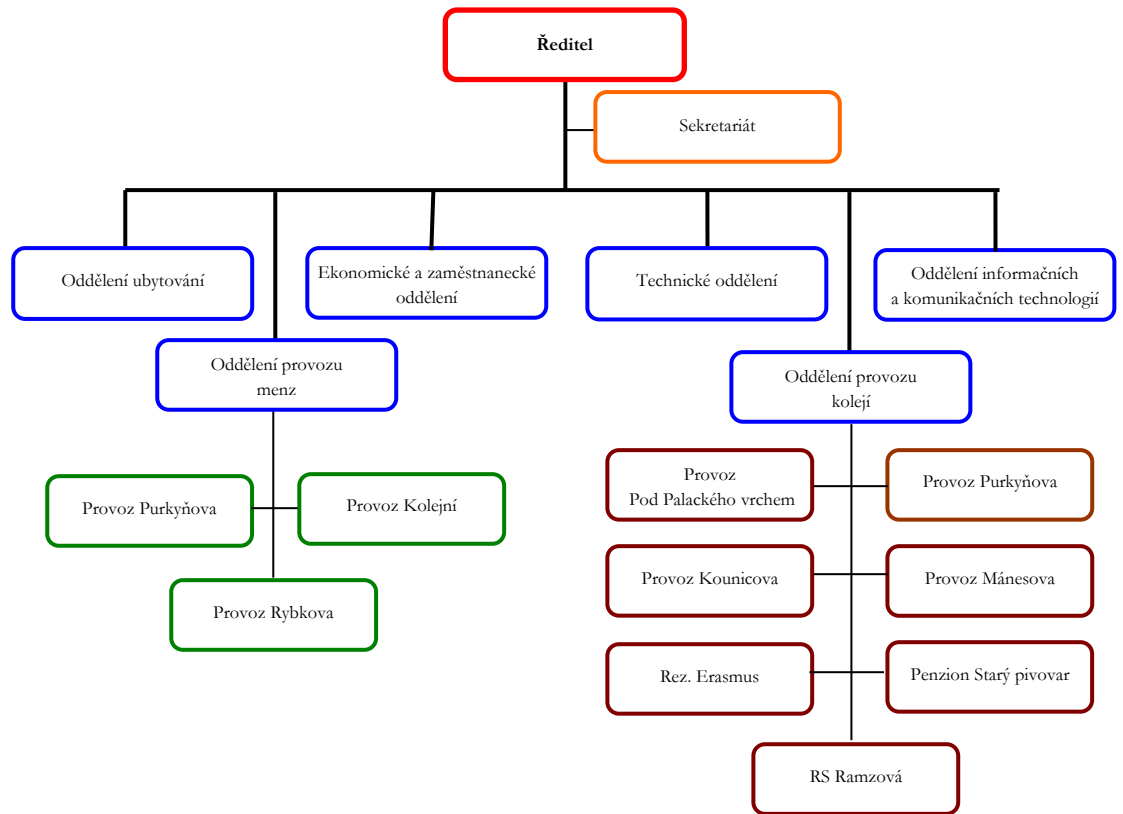 Ředitel
Sekretariát
Oddělení ubytování
Ekonomické a zaměstnanecké
oddělení
Technické oddělení
Oddělení informačních
a komunikačních technologií
Oddělení provozu
menz
Oddělení provozu
kolejí
Provoz Purkyňova
Provoz Kolejní
Provoz Rybkova
Provoz
Pod Palackého vrchem
Provoz Purkyňova
Provoz Kounicova
Provoz Mánesova
Rez. Erasmus
Penzion Starý pivovar
RS Ramzová